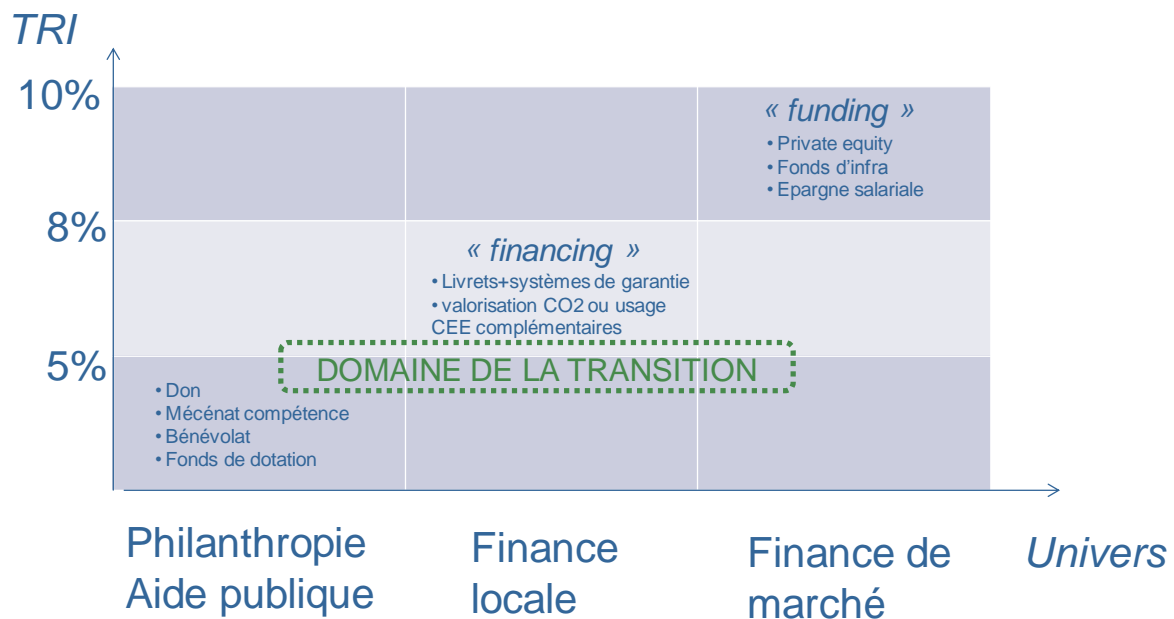 TRI
10%
« funding »
• Private equity
• Fonds d'infra
• Epargne salariale
8%
« financing »
• Livrets+systèmes de garantie
• valorisation CO2 ou usage
CEE complémentaires
5%
DOMAINE DE LA TRANSITION
• Don
• Mécénat compétence
• Bénévolat
• Fonds de dotation
Philanthropie
Aide publique
Finance
locale
Finance de
marché
Univers